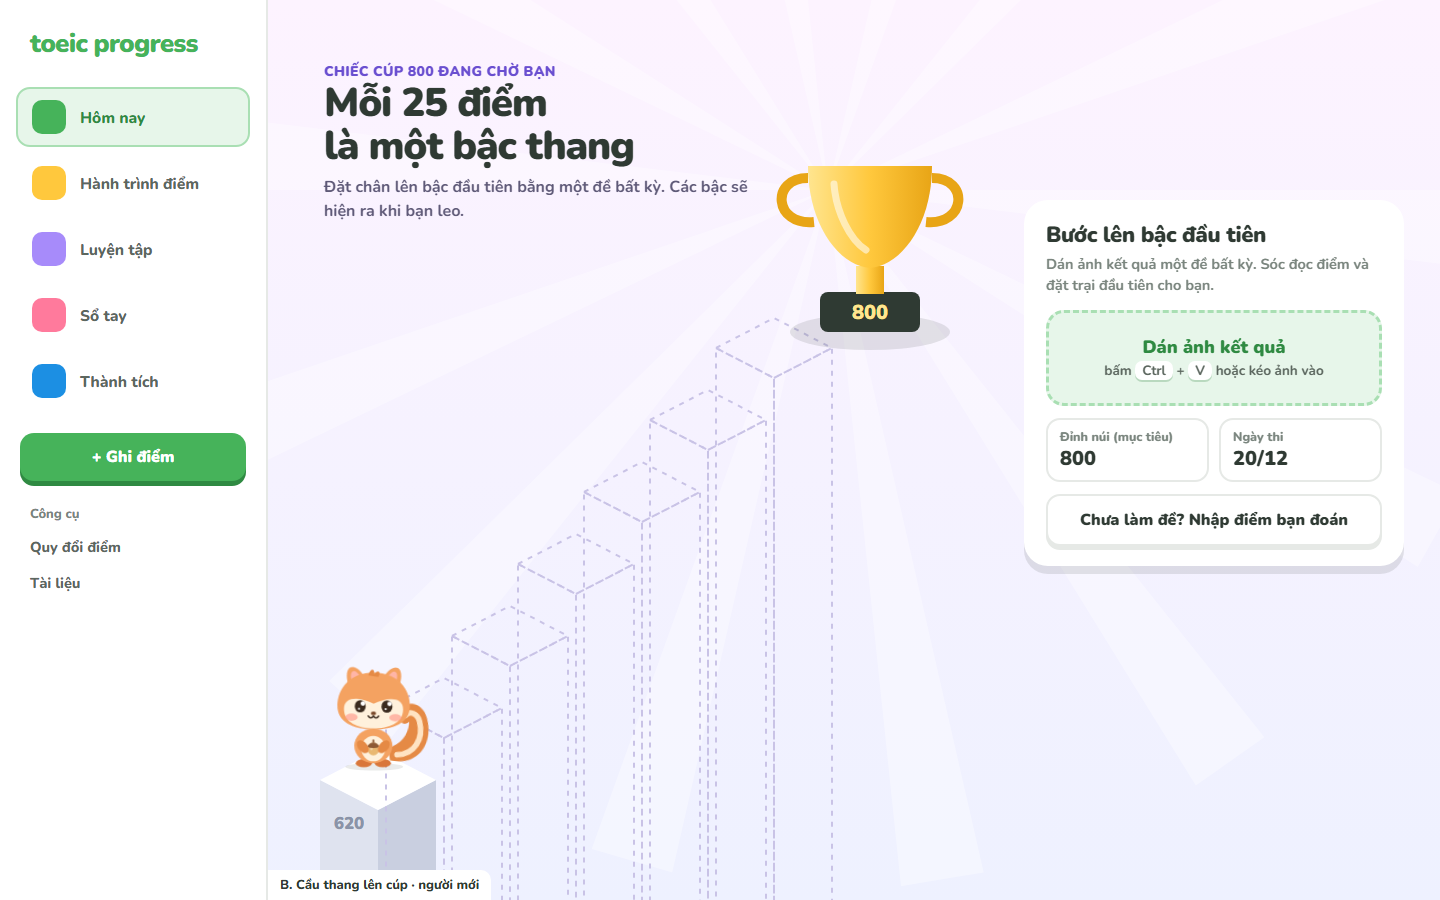 toeic progress
Hôm nay
Hành trình điểm
Luyện tập
Sổ tay
Thành tích
+ Ghi điểm
Công cụ
Quy đổi điểm
Tài liệu
CHIẾC CÚP 800 ĐANG CHỜ BẠN
Mỗi 25 điểm
là một bậc thang
Đặt chân lên bậc đầu tiên bằng một đề bất kỳ. Các bậc sẽ
hiện ra khi bạn leo.
800
620
Bước lên bậc đầu tiên
Dán ảnh kết quả một đề bất kỳ. Sóc đọc điểm và
đặt trại đầu tiên cho bạn.
Dán ảnh kết quả
bấm Ctrl + V hoặc kéo ảnh vào
Đỉnh núi (mục tiêu)
800
Ngày thi
20/12
Chưa làm đề? Nhập điểm bạn đoán
B. Cầu thang lên cúp · người mới